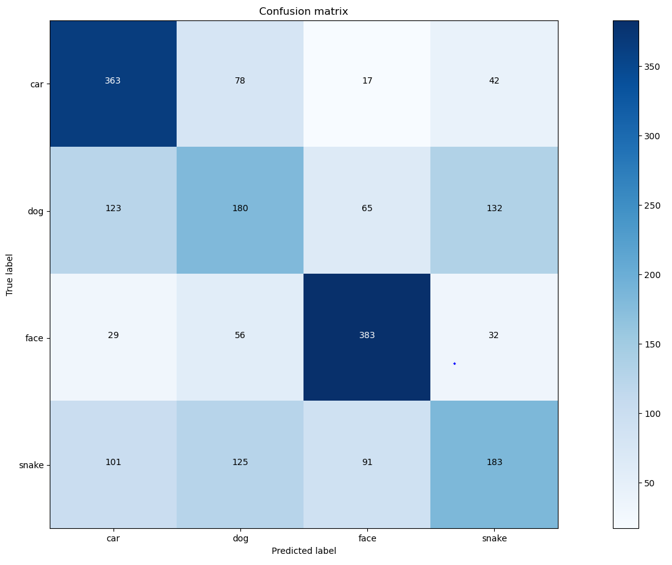 Confusion matrix
car 363 78 17 42
dog 123 180 65 132
face 29 56 383 32
snake 101 125 91 183
car dog face snake
True label
Predicted label
350
300
250
200
150
100
50